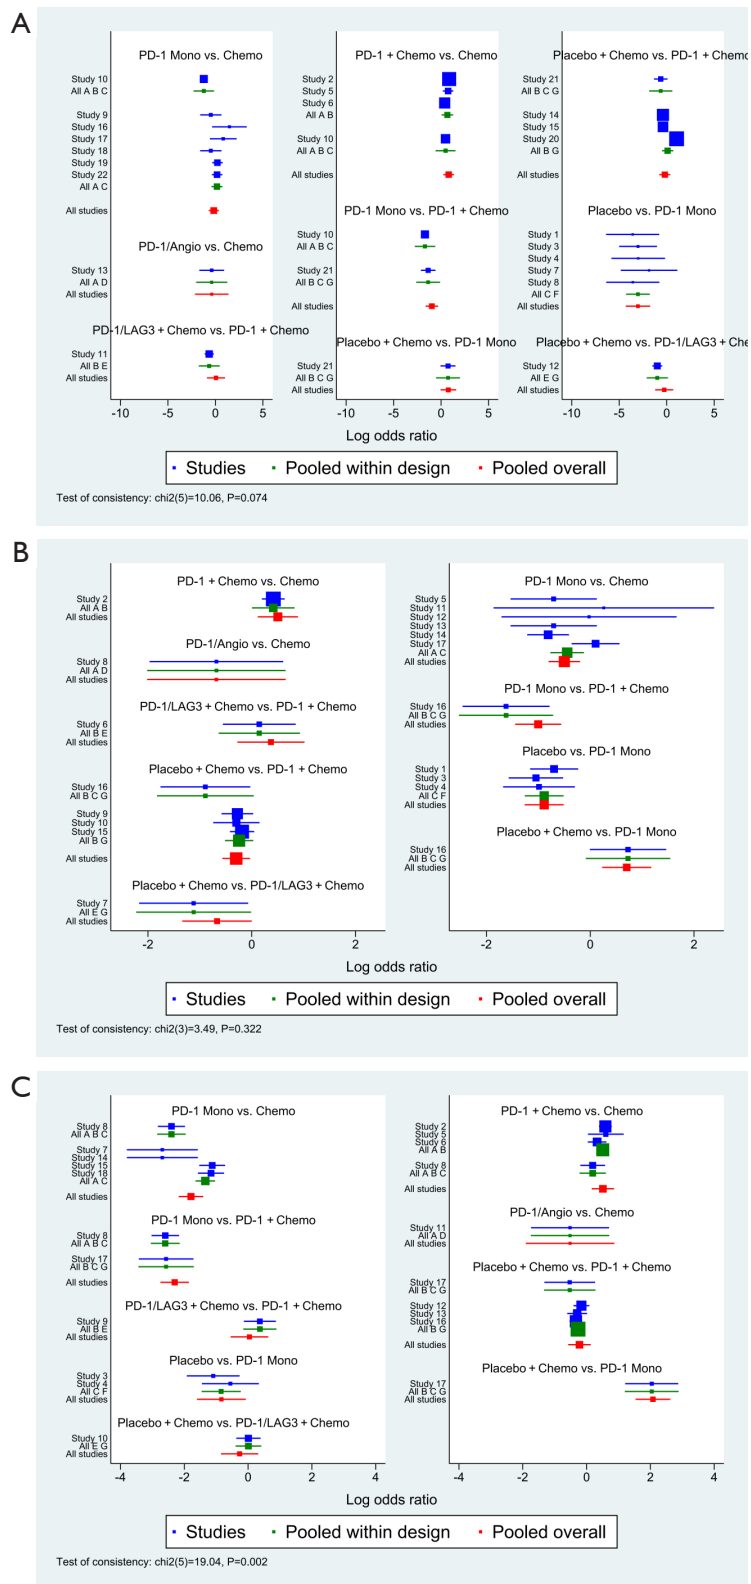 A
PD-1 Mono vs. Chemo
Study 10
All A B C
Study 9
Study 16
Study 17
Study 18
Study 19
Study 22
All A C
All studies
PD-1/Angio vs. Chemo
Study 13
All A D
All studies
PD-1/LAG3 + Chemo vs. PD-1 + Chemo
Study 11
All B E
All studies
-10 -5 0 5
PD-1 + Chemo vs. Chemo
Study 2
Study 5
Study 6
All A B
Study 10
All A B C
All studies
PD-1 Mono vs. PD-1 + Chemo
Study 10
All A B C
Study 21
All B C G
All studies
Placebo + Chemo vs. PD-1 Mono
Study 21
All B C G
All studies
-10 -5 0 5
Placebo + Chemo vs. PD-1 + Chemo
Study 21
All B C G
Study 14
Study 15
Study 20
All B G
All studies
Placebo vs. PD-1 Mono
Study 1
Study 3
Study 4
Study 7
Study 8
All C F
All studies
Placebo + Chemo vs. PD-1/LAG3 + Che
Study 12
All E G
All studies
-10 -5 0 5
Log odds ratio
Studies Pooled within design Pooled overall
Test of consistency: chi2(5)=10.06, P=0.074
B
PD-1 + Chemo vs. Chemo
Study 2
All A B
All studies
PD-1/Angio vs. Chemo
Study 8
All A D
All studies
PD-1/LAG3 + Chemo vs. PD-1 + Chemo
Study 6
All B E
All studies
Placebo + Chemo vs. PD-1 + Chemo
Study 16
All B C G
Study 9
Study 10
Study 15
All B G
All studies
Placebo + Chemo vs. PD-1/LAG3 + Chemo
Study 7
All E G
All studies
-2 0 2
PD-1 Mono vs. Chemo
Study 5
Study 11
Study 12
Study 13
Study 14
Study 17
All A C
All studies
PD-1 Mono vs. PD-1 + Chemo
Study 16
All B C G
All studies
Placebo vs. PD-1 Mono
Study 1
Study 3
Study 4
All C F
All studies
Placebo + Chemo vs. PD-1 Mono
Study 16
All B C G
All studies
-2 0 2
Log odds ratio
Studies Pooled within design Pooled overall
Test of consistency: chi2(3)=3.49, P=0.322
C
PD-1 Mono vs. Chemo
Study 8
All A B C
Study 7
Study 14
Study 15
Study 18
All A C
All studies
PD-1 Mono vs. PD-1 + Chemo
Study 8
All A B C
Study 17
All B C G
All studies
PD-1/LAG3 + Chemo vs. PD-1 + Chemo
Study 9
All B E
All studies
Placebo vs. PD-1 Mono
Study 3
Study 4
All C F
All studies
Placebo + Chemo vs. PD-1/LAG3 + Chemo
Study 10
All E G
All studies
-4 -2 0 2 4
PD-1 + Chemo vs. Chemo
Study 2
Study 5
Study 6
All A B
Study 8
All A B C
All studies
PD-1/Angio vs. Chemo
Study 11
All A D
All studies
Placebo + Chemo vs. PD-1 + Chemo
Study 17
All B C G
Study 12
Study 13
Study 16
All B G
All studies
Placebo + Chemo vs. PD-1 Mono
Study 17
All B C G
All studies
-4 -2 0 2 4
Log odds ratio
Studies Pooled within design Pooled overall
Test of consistency: chi2(5)=19.04, P=0.002